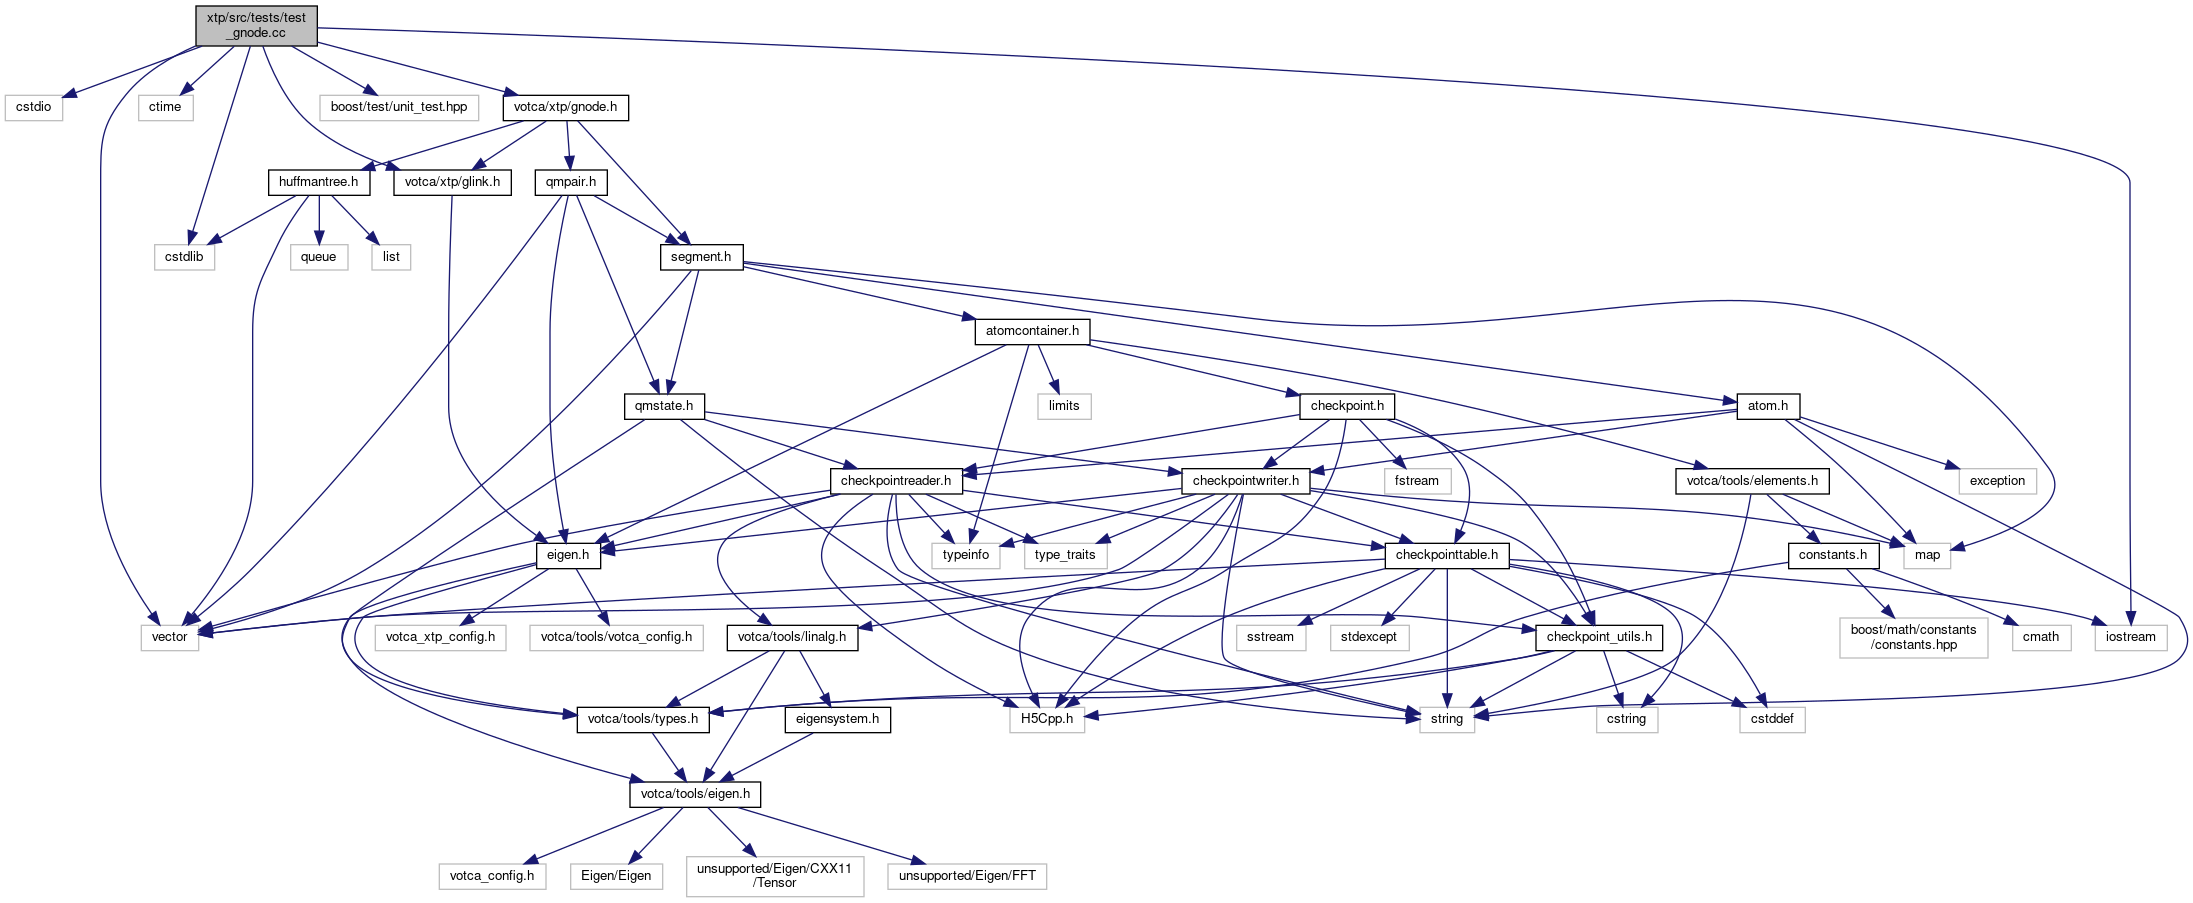 xtp/src/tests/test
_gnode.cc
cstdio
ctime
boost/test/unit_test.hpp
votca/xtp/gnode.h
huffmantree.h
votca/xtp/glink.h
qmpair.h
cstdlib
queue
list
segment.h
atomcontainer.h
qmstate.h
limits
checkpoint.h
atom.h
checkpointreader.h
checkpointwriter.h
fstream
votca/tools/elements.h
exception
eigen.h
typeinfo
type_traits
checkpointtable.h
constants.h
map
vector
votca_xtp_config.h
votca/tools/votca_config.h
votca/tools/linalg.h
sstream
stdexcept
checkpoint_utils.h
boost/math/constants
/constants.hpp
cmath
iostream
votca/tools/types.h
eigensystem.h
H5Cpp.h
string
cstring
cstddef
votca/tools/eigen.h
votca_config.h
Eigen/Eigen
unsupported/Eigen/CXX11
/Tensor
unsupported/Eigen/FFT